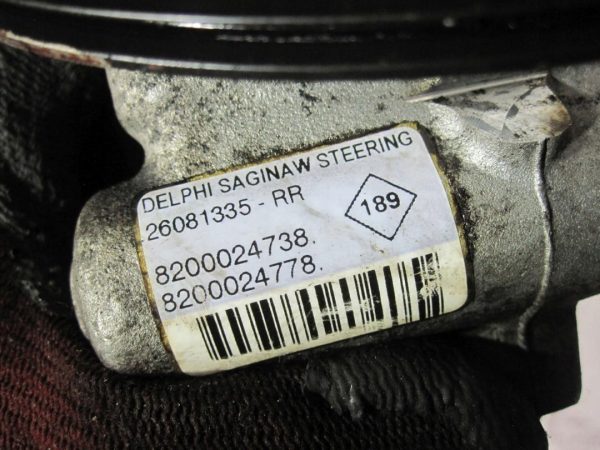 DELPHI SAGINAW STEERING
26081335 - RR
189
8200024738.
8200024778.